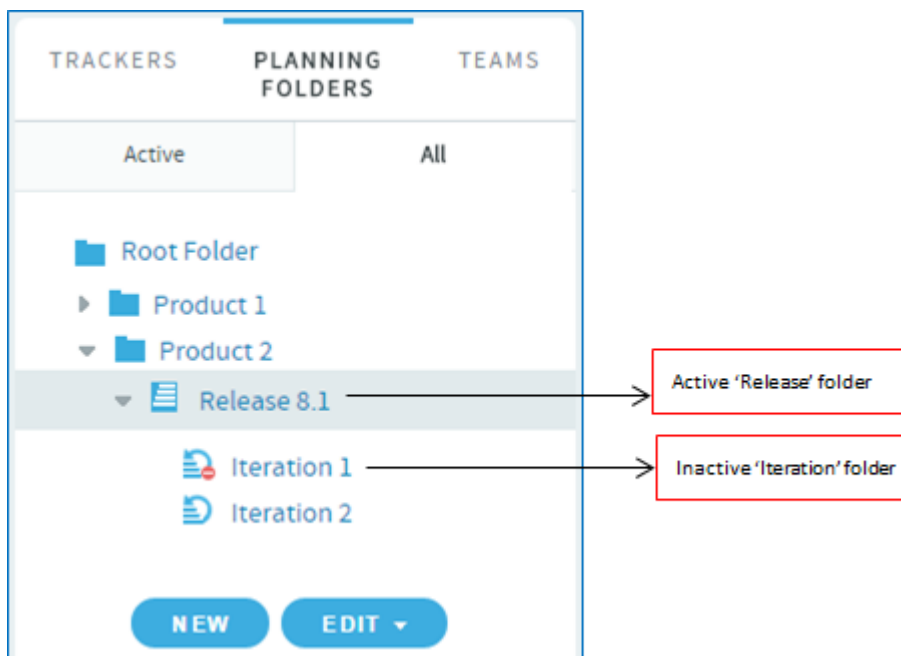 TRACKERS
PLANNING
FOLDERS
TEAMS
Active
All
Root Folder
Product 1
Product 2
Release 8.1
Active 'Release' folder
Iteration 1
Inactive 'Iteration' folder
Iteration 2
NEW
EDIT